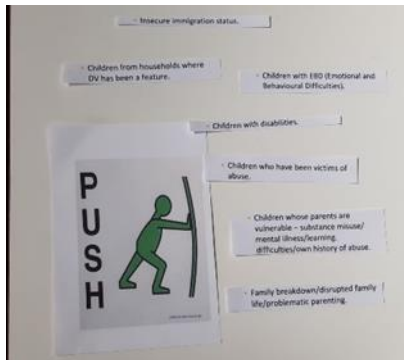 - Insecure immigration status.
- Children from households where
DV has been a feature.
- Children with EBD (Emotional and
Behavioural Difficulties).
- Children with disabilities.
- Children who have been victims of
abuse.
PUSH
- Children whose parents are
vulnerable – substance misuse/
mental illness/learning
difficulties/own history of abuse.
- Family breakdown/disrupted family
life/problematic parenting.